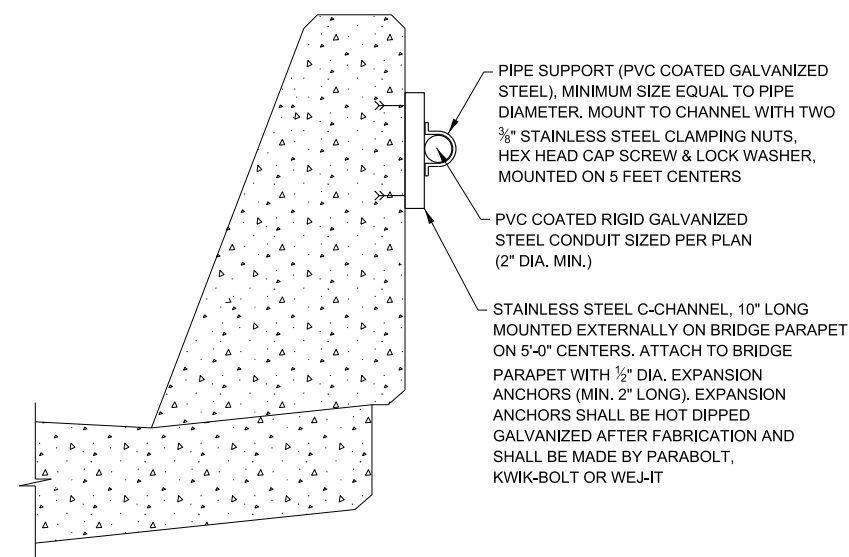 PIPE SUPPORT (PVC COATED GALVANIZED
STEEL), MINIMUM SIZE EQUAL TO PIPE
DIAMETER. MOUNT TO CHANNEL WITH TWO
⅜" STAINLESS STEEL CLAMPING NUTS,
HEX HEAD CAP SCREW & LOCK WASHER,
MOUNTED ON 5 FEET CENTERS
PVC COATED RIGID GALVANIZED
STEEL CONDUIT SIZED PER PLAN
(2" DIA. MIN.)
STAINLESS STEEL C-CHANNEL, 10" LONG
MOUNTED EXTERNALLY ON BRIDGE PARAPET
ON 5'-0" CENTERS. ATTACH TO BRIDGE
PARAPET WITH ½" DIA. EXPANSION
ANCHORS (MIN. 2" LONG). EXPANSION
ANCHORS SHALL BE HOT DIPPED
GALVANIZED AFTER FABRICATION AND
SHALL BE MADE BY PARABOLT,
KWIK-BOLT OR WEJ-IT